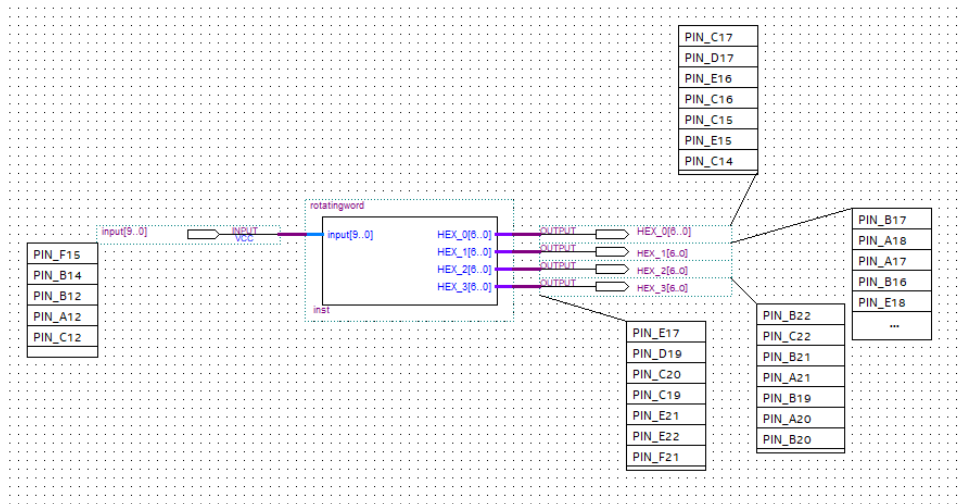 PIN_C17
PIN_D17
PIN_E16
PIN_C16
PIN_C15
PIN_E15
PIN_C14
rotatingword
input[9..0]
INPUT
VCC
input[9..0]
HEX_0[6..0]
HEX_1[6..0]
HEX_2[6..0]
HEX_3[6..0]
inst
OUTPUT
HEX_0[6..0]
OUTPUT
HEX_1[6..0]
OUTPUT
HEX_2[6..0]
OUTPUT
HEX_3[6..0]
PIN_B17
PIN_A18
PIN_A17
PIN_B16
PIN_E18
...
PIN_F15
PIN_B14
PIN_B12
PIN_A12
PIN_C12
PIN_E17
PIN_D19
PIN_C20
PIN_C19
PIN_E21
PIN_E22
PIN_F21
PIN_B22
PIN_C22
PIN_B21
PIN_A21
PIN_B19
PIN_A20
PIN_B20